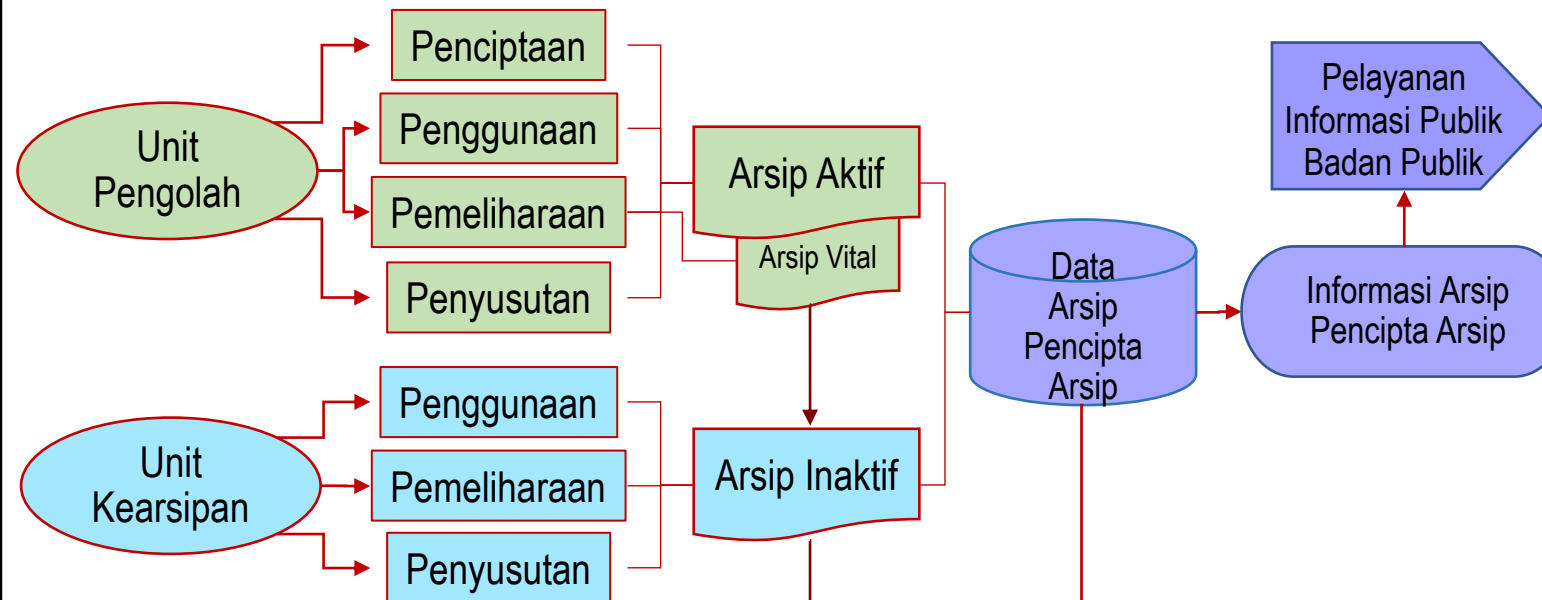 Unit
Pengolah
Penciptaan
Penggunaan
Pemeliharaan
Penyusutan
Arsip Aktif
Arsip Vital
Unit
Kearsipan
Penggunaan
Pemeliharaan
Penyusutan
Arsip Inaktif
Data
Arsip
Pencipta
Arsip
Informasi Arsip
Pencipta Arsip
Pelayanan
Informasi Publik
Badan Publik